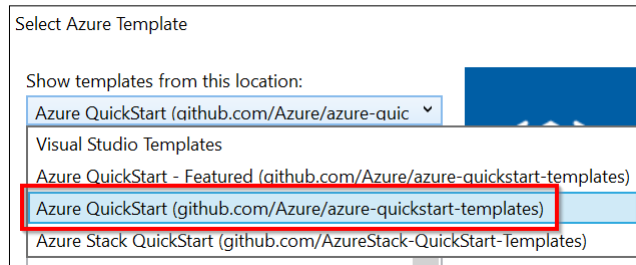 Select Azure Template
Show templates from this location:
Azure QuickStart (github.com/Azure/azure-quic
Visual Studio Templates
Azure QuickStart - Featured (github.com/Azure/azure-quickstart-templates)
Azure QuickStart (github.com/Azure/azure-quickstart-templates)
Azure Stack QuickStart (github.com/AzureStack-QuickStart-Templates)